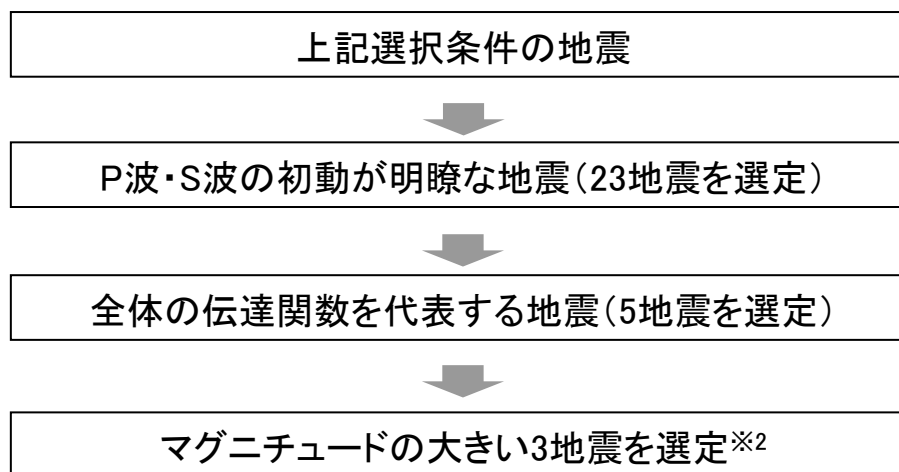 上記選択条件の地震
P波・S波の初動が明瞭な地震(23地震を選定)
全体の伝達関数を代表する地震(5地震を選定)
マグニチュードの大きい3地震を選定※2